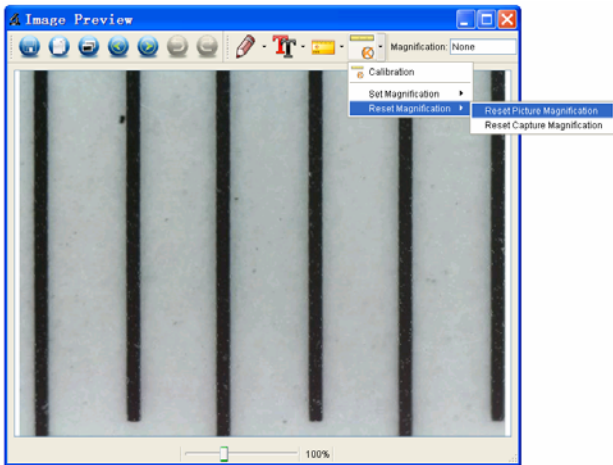 Image Preview
Magnification: None
Calibration
Set Magnification
Reset Magnification
Reset Picture Magnification
Reset Capture Magnification
100%